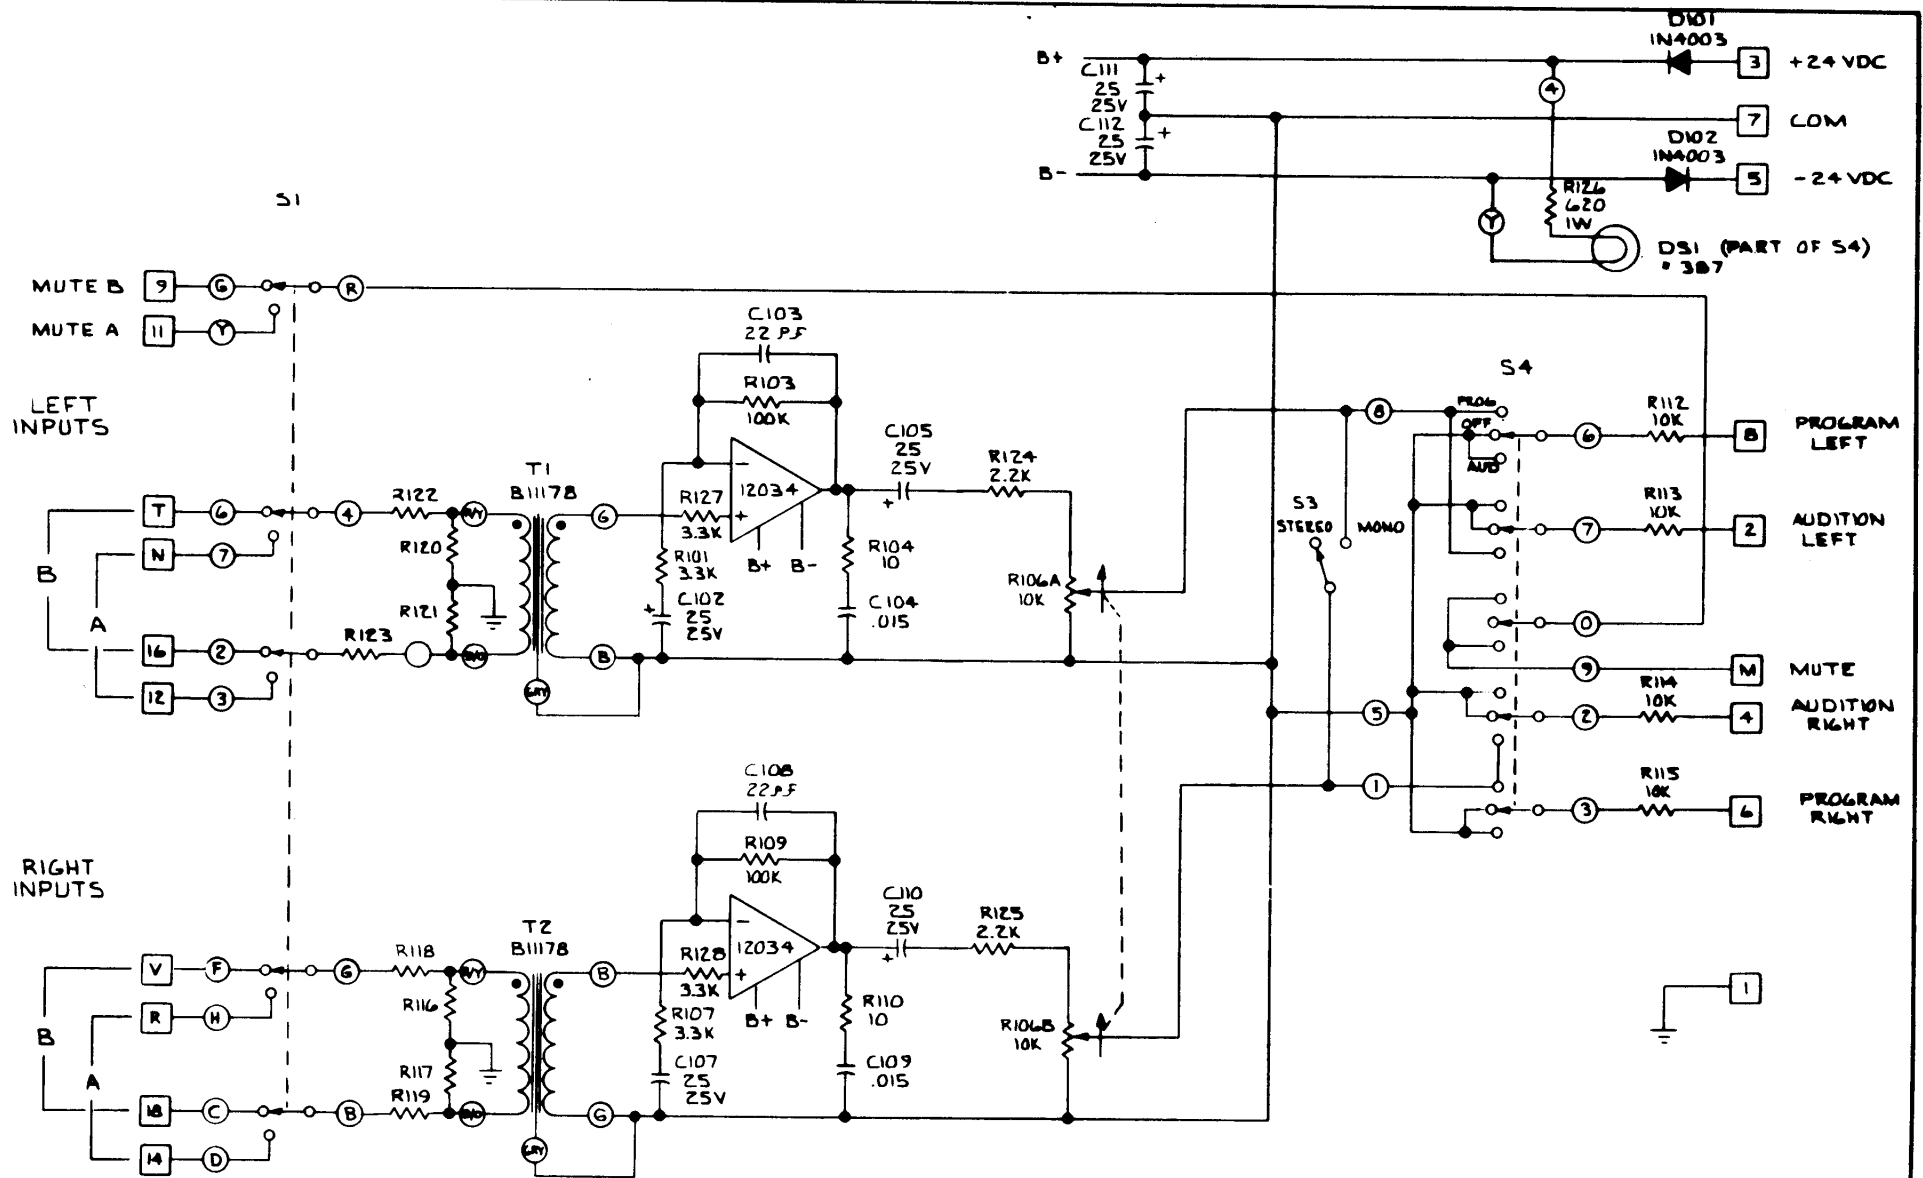 D101
1N4003
B+
3
+24 VDC
C111
25
25V
+
4
7
COM
C112
25
25V
+
D102
1N4003
B-
5
-24 VDC
R126
620
1W
Y
DS1 (PART OF S4)
S1
MUTE B
9
G
R
MUTE A
11
Y
C103
22 PF
R103
100K
S4
LEFT
INPUTS
PROG
OFF
AUD
8
6
R112
10K
8
PROGRAM
LEFT
T1
B11178
C105
25
25V
+
R124
2.2K
12034
-
+
R127
3.3K
T
6
4
R122
G
S3
STEREO
MONO
7
R113
10K
2
AUDITION
LEFT
N
7
R120
R101
3.3K
B+
B-
R104
10
B
A
R121
C102
25
25V
+
C104
.015
R106A
10K
0
16
2
R123
B
9
M
MUTE
12
3
GRY
R114
10K
5
2
4
AUDITION
RIGHT
C108
22PF
1
R115
10K
3
6
PROGRAM
RIGHT
R109
100K
RIGHT
INPUTS
T2
B11178
C110
25
25V
+
R125
2.2K
12034
-
+
R128
3.3K
V
F
G
R118
B
R
H
R116
R107
3.3K
B+
B-
R110
10
R106B
10K
1
B
A
R117
R119
C107
25
25V
C109
.015
18
C
B
G
14
D
GRY